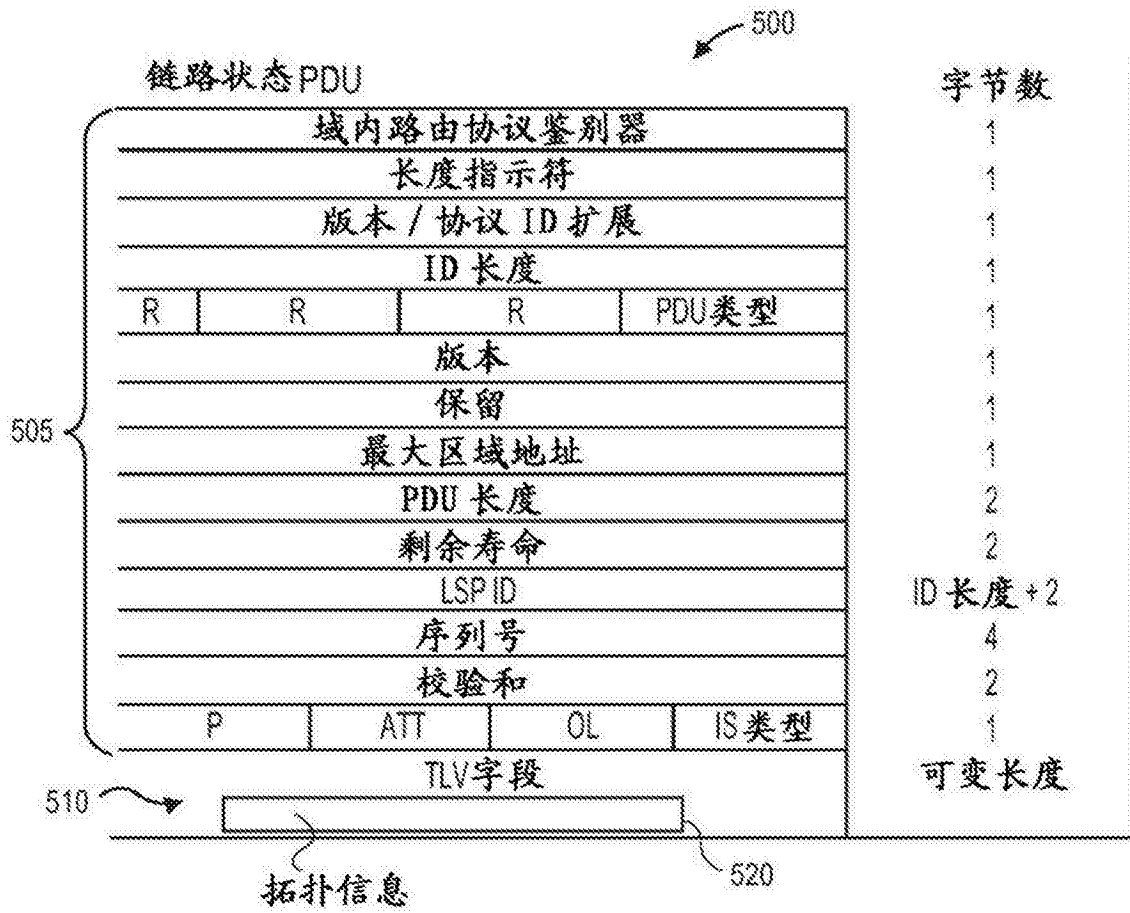 500
链路状态PDU 字节数
域内路由协议鉴别器 1
长度指示符 1
版本 / 协议 ID 扩展 1
ID 长度 1
R R R PDU类型 1
版本 1
保留 1
505
最大区域地址 1
PDU 长度 2
剩余寿命 2
LSP ID ID 长度 + 2
序列号 4
校验和 2
P ATT OL IS 类型 1
TLV字段 可变长度
510
520
拓扑信息